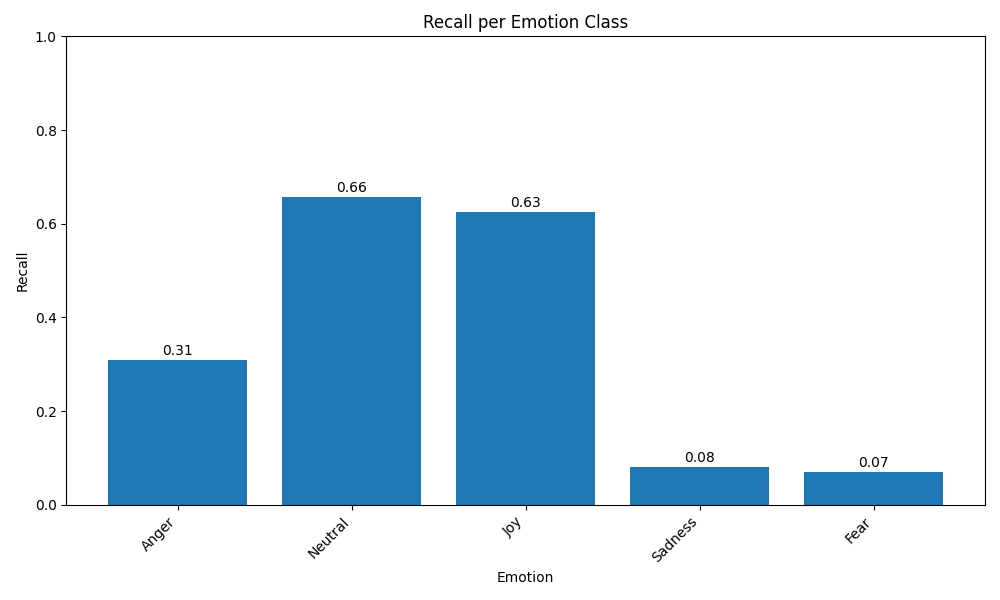 Recall per Emotion Class
1.0
0.8
0.6
0.4
0.2
0.0
Recall
0.31
0.66
0.63
0.08
0.07
Anger
Neutral
Joy
Sadness
Fear
Emotion